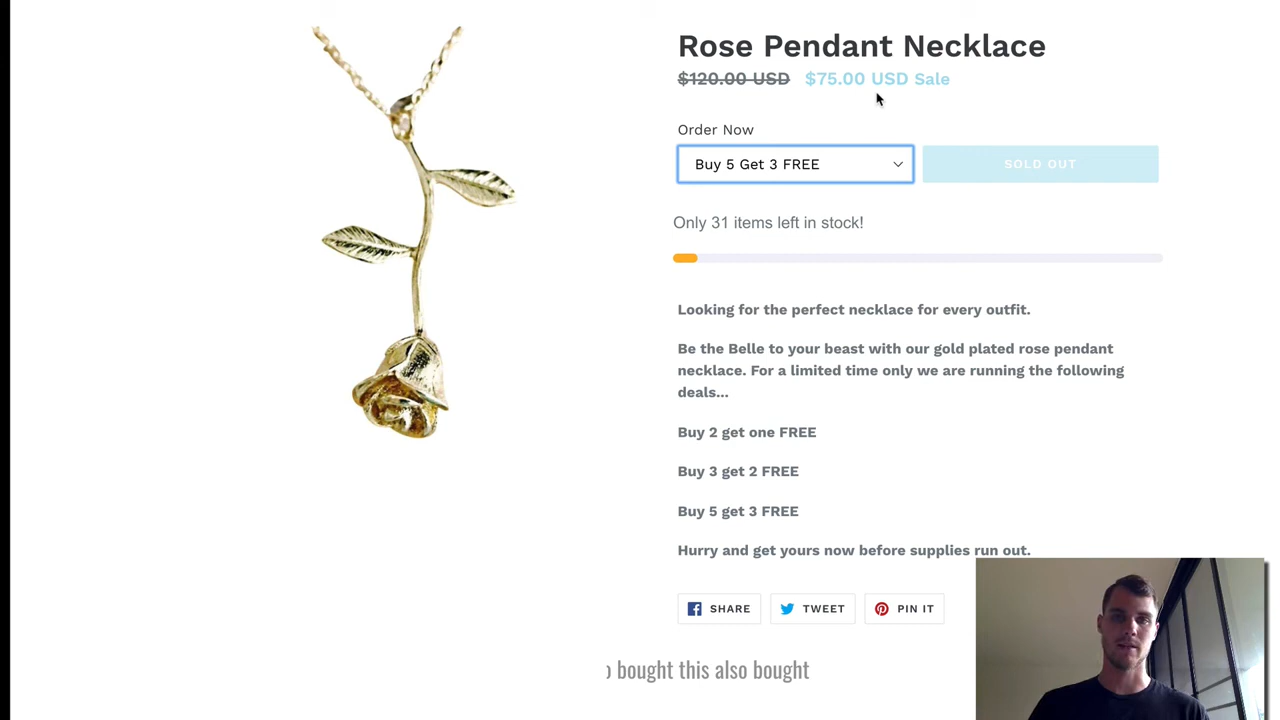 Rose Pendant Necklace
$120.00 USD $75.00 USD Sale
Order Now
Buy 5 Get 3 FREE
SOLD OUT
Only 31 items left in stock!
Looking for the perfect necklace for every outfit.
Be the Belle to your beast with our gold plated rose pendant
necklace. For a limited time only we are running the following
deals...
Buy 2 get one FREE
Buy 3 get 2 FREE
Buy 5 get 3 FREE
Hurry and get yours now before supplies run out.
SHARE TWEET PIN IT
bought this also bought